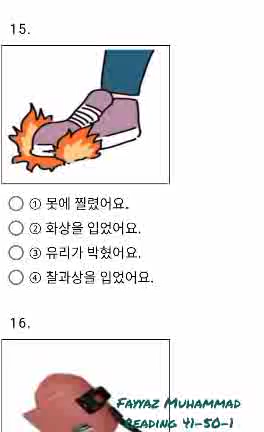 15.
① 못에 찔렸어요.
② 화상을 입었어요.
③ 유리가 박혔어요.
④ 찰과상을 입었어요.
16.
FAYYAZ MUHAMMAD
READING 41-50-1